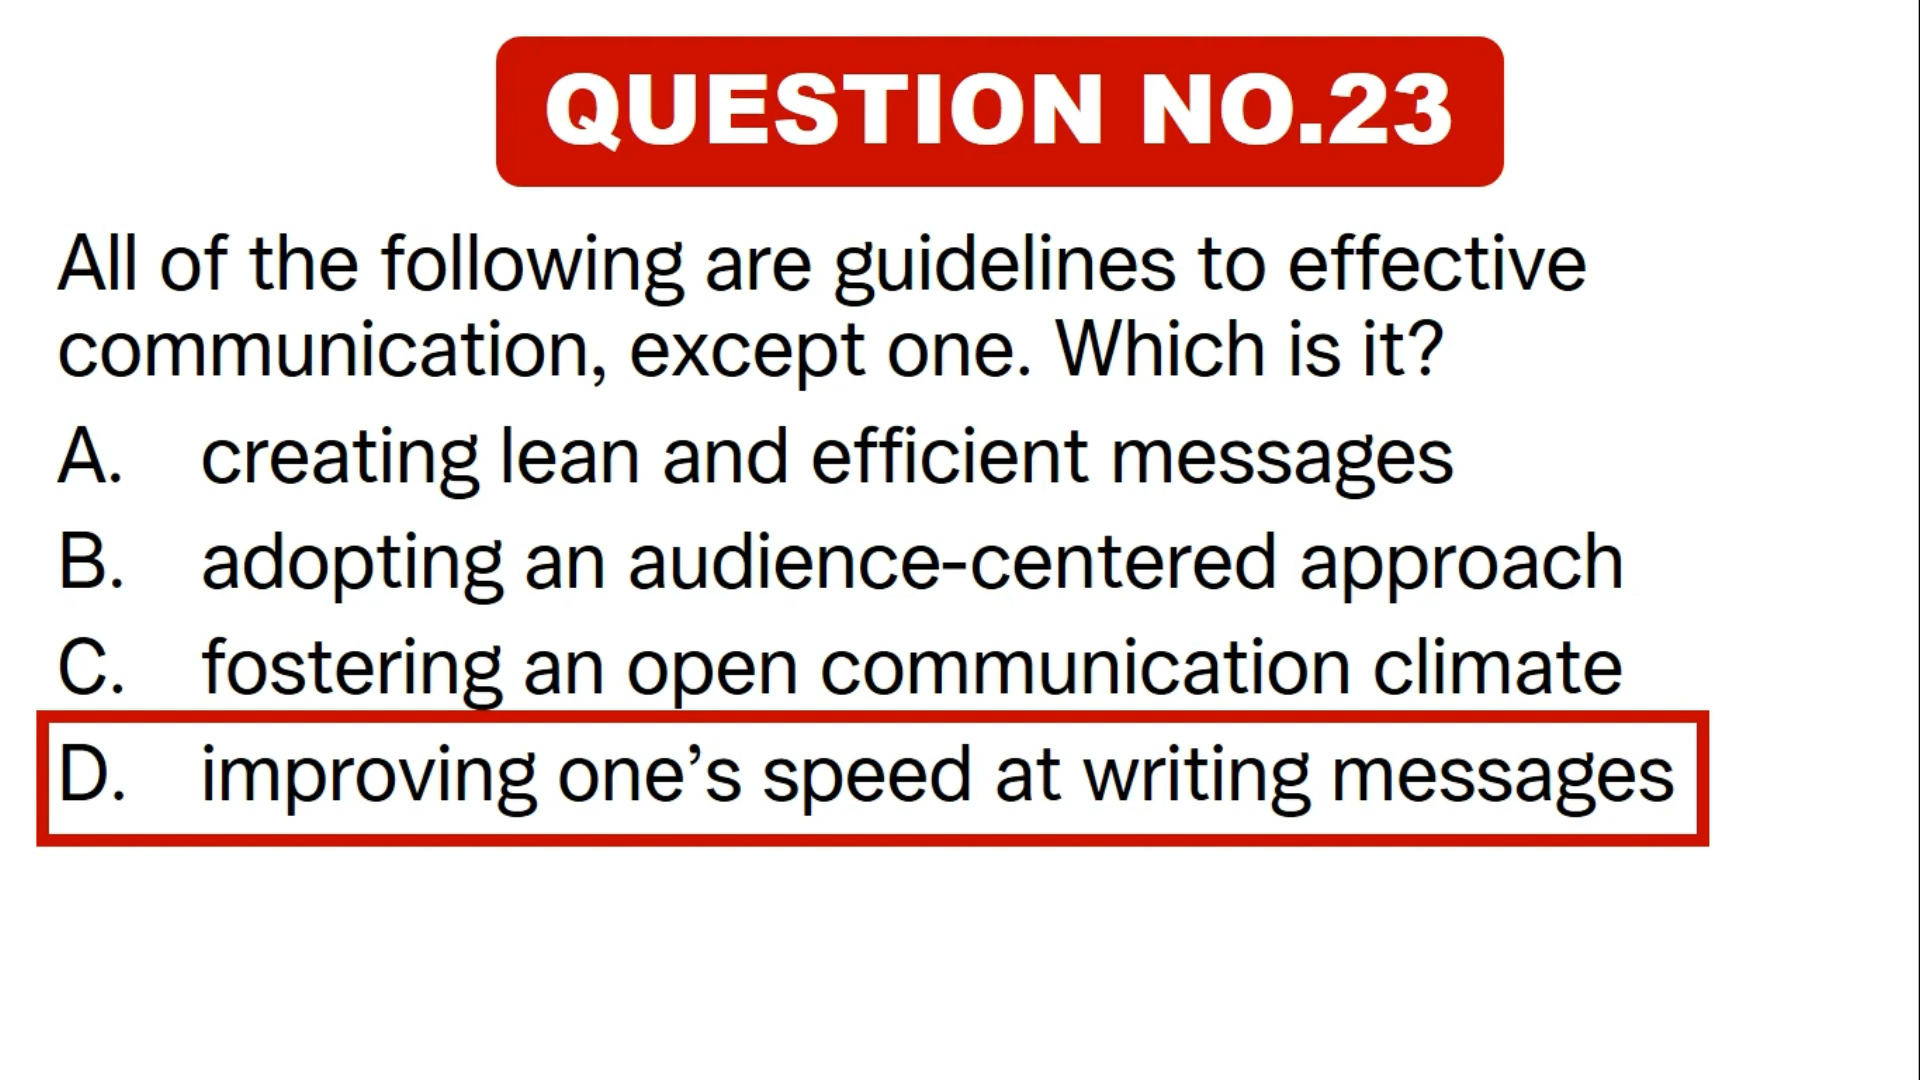 QUESTION NO.23
All of the following are guidelines to effective
communication, except one. Which is it?
A. creating lean and efficient messages
B. adopting an audience-centered approach
C. fostering an open communication climate
D. improving one’s speed at writing messages